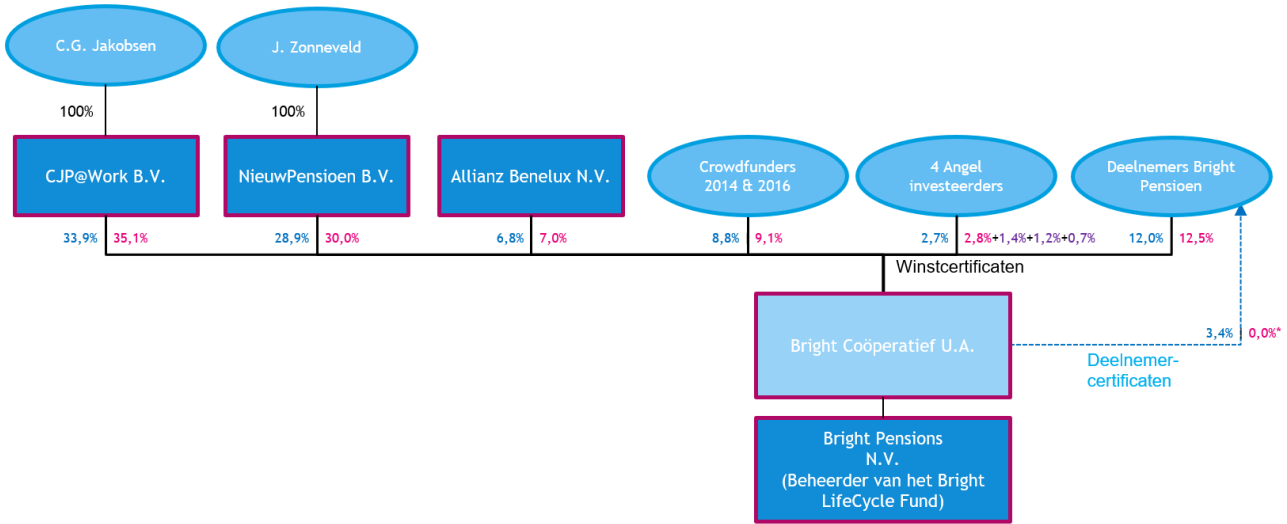 C.G. Jakobsen
J. Zonneveld
100%
100%
CJP@Work B.V.
NieuwPensioen B.V.
Allianz Benelux N.V.
Crowdfunders
2014 & 2016
4 Angel
investeerders
Deelnemers Bright
Pensioen
33,9% 35,1%
28,9% 30,0%
6,8% 7,0%
8,8% 9,1%
2,7% 2,8%+1,4%+1,2%+0,7%
12,0% 12,5%
Winstcertificaten
Bright Coöperatief U.A.
3,4% 0,0%*
Deelnemer-
certificaten
Bright Pensions
N.V.
(Beheerder van het Bright
LifeCycle Fund)